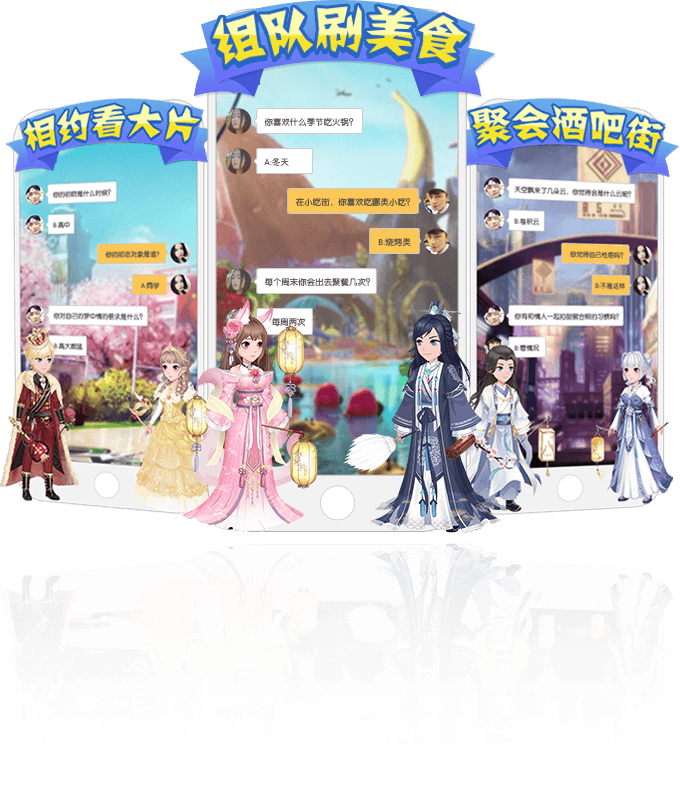 组队刷美食
相约看大片
聚会酒吧街
你喜欢什么季节吃火锅?
A:冬天
在小吃街，你喜欢吃哪类小吃?
B:烧烤类
每个周末你会出去聚餐几次?
每周两次
你的初恋是什么时候?
B:高中
你的初恋对象是谁?
A:同学
你对自己的梦中情的要求是什么?
B:高大威猛
天空飘来了几朵云，你觉得会是什么云呢?
B:卷积云
你觉得自己性感吗?
B:不是这样
你有和情人一起拍甜蜜合照的习惯吗?
B:看情况